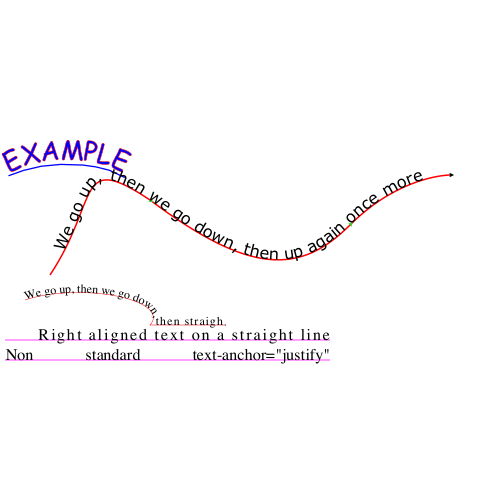 EXAMPLE
We go up, then we go down, then up again once more
We go up, then we go down,
then straigh
Right aligned text on a straight line
Non standard text-anchor="justify"